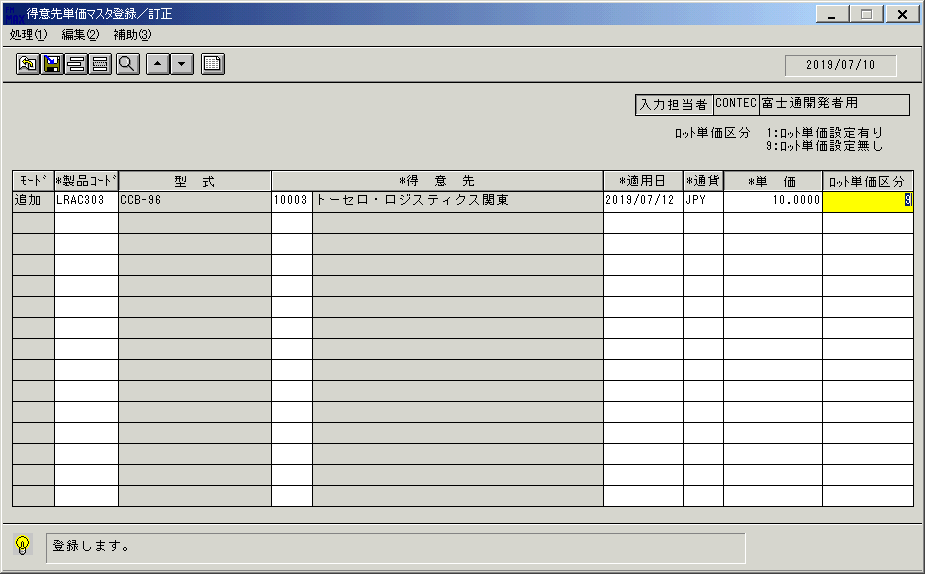 得意先単価マスタ登録／訂正
処理(1) 編集(2) 補助(3)
2019/07/10
入力担当者 CONTEC 富士通開発者用
ﾛｯﾄ単価区分 1:ﾛｯﾄ単価設定有り
9:ﾛｯﾄ単価設定無し
ﾓｰﾄﾞ *製品ｺｰﾄﾞ 型 式 *得 意 先 *適用日 *通貨 *単 価 ﾛｯﾄ単価区分
追加 LRAC303 CCB-96 10003 トーセロ・ロジスティクス関東 2019/07/12 JPY 10.0000 9
登録します。